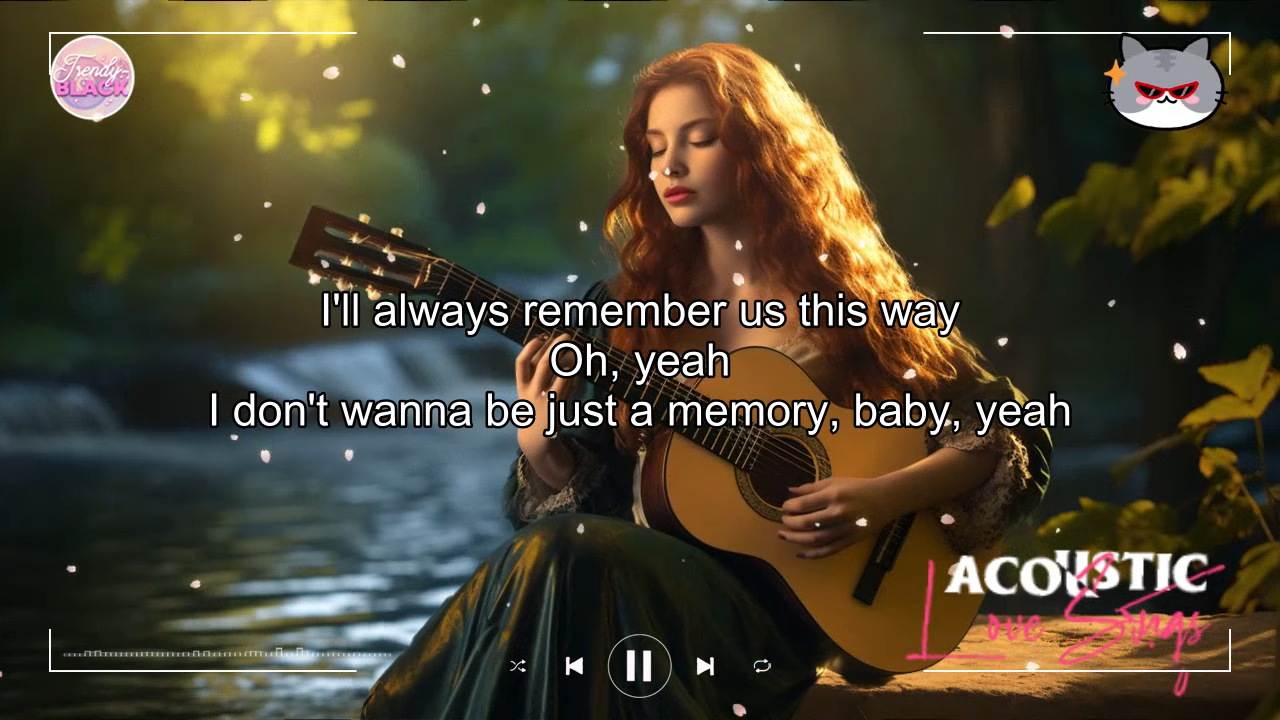 Trendy
BLACK
I'll always remember us this way
Oh, yeah
I don't wanna be just a memory, baby, yeah
ACOUSTIC
Love Songs